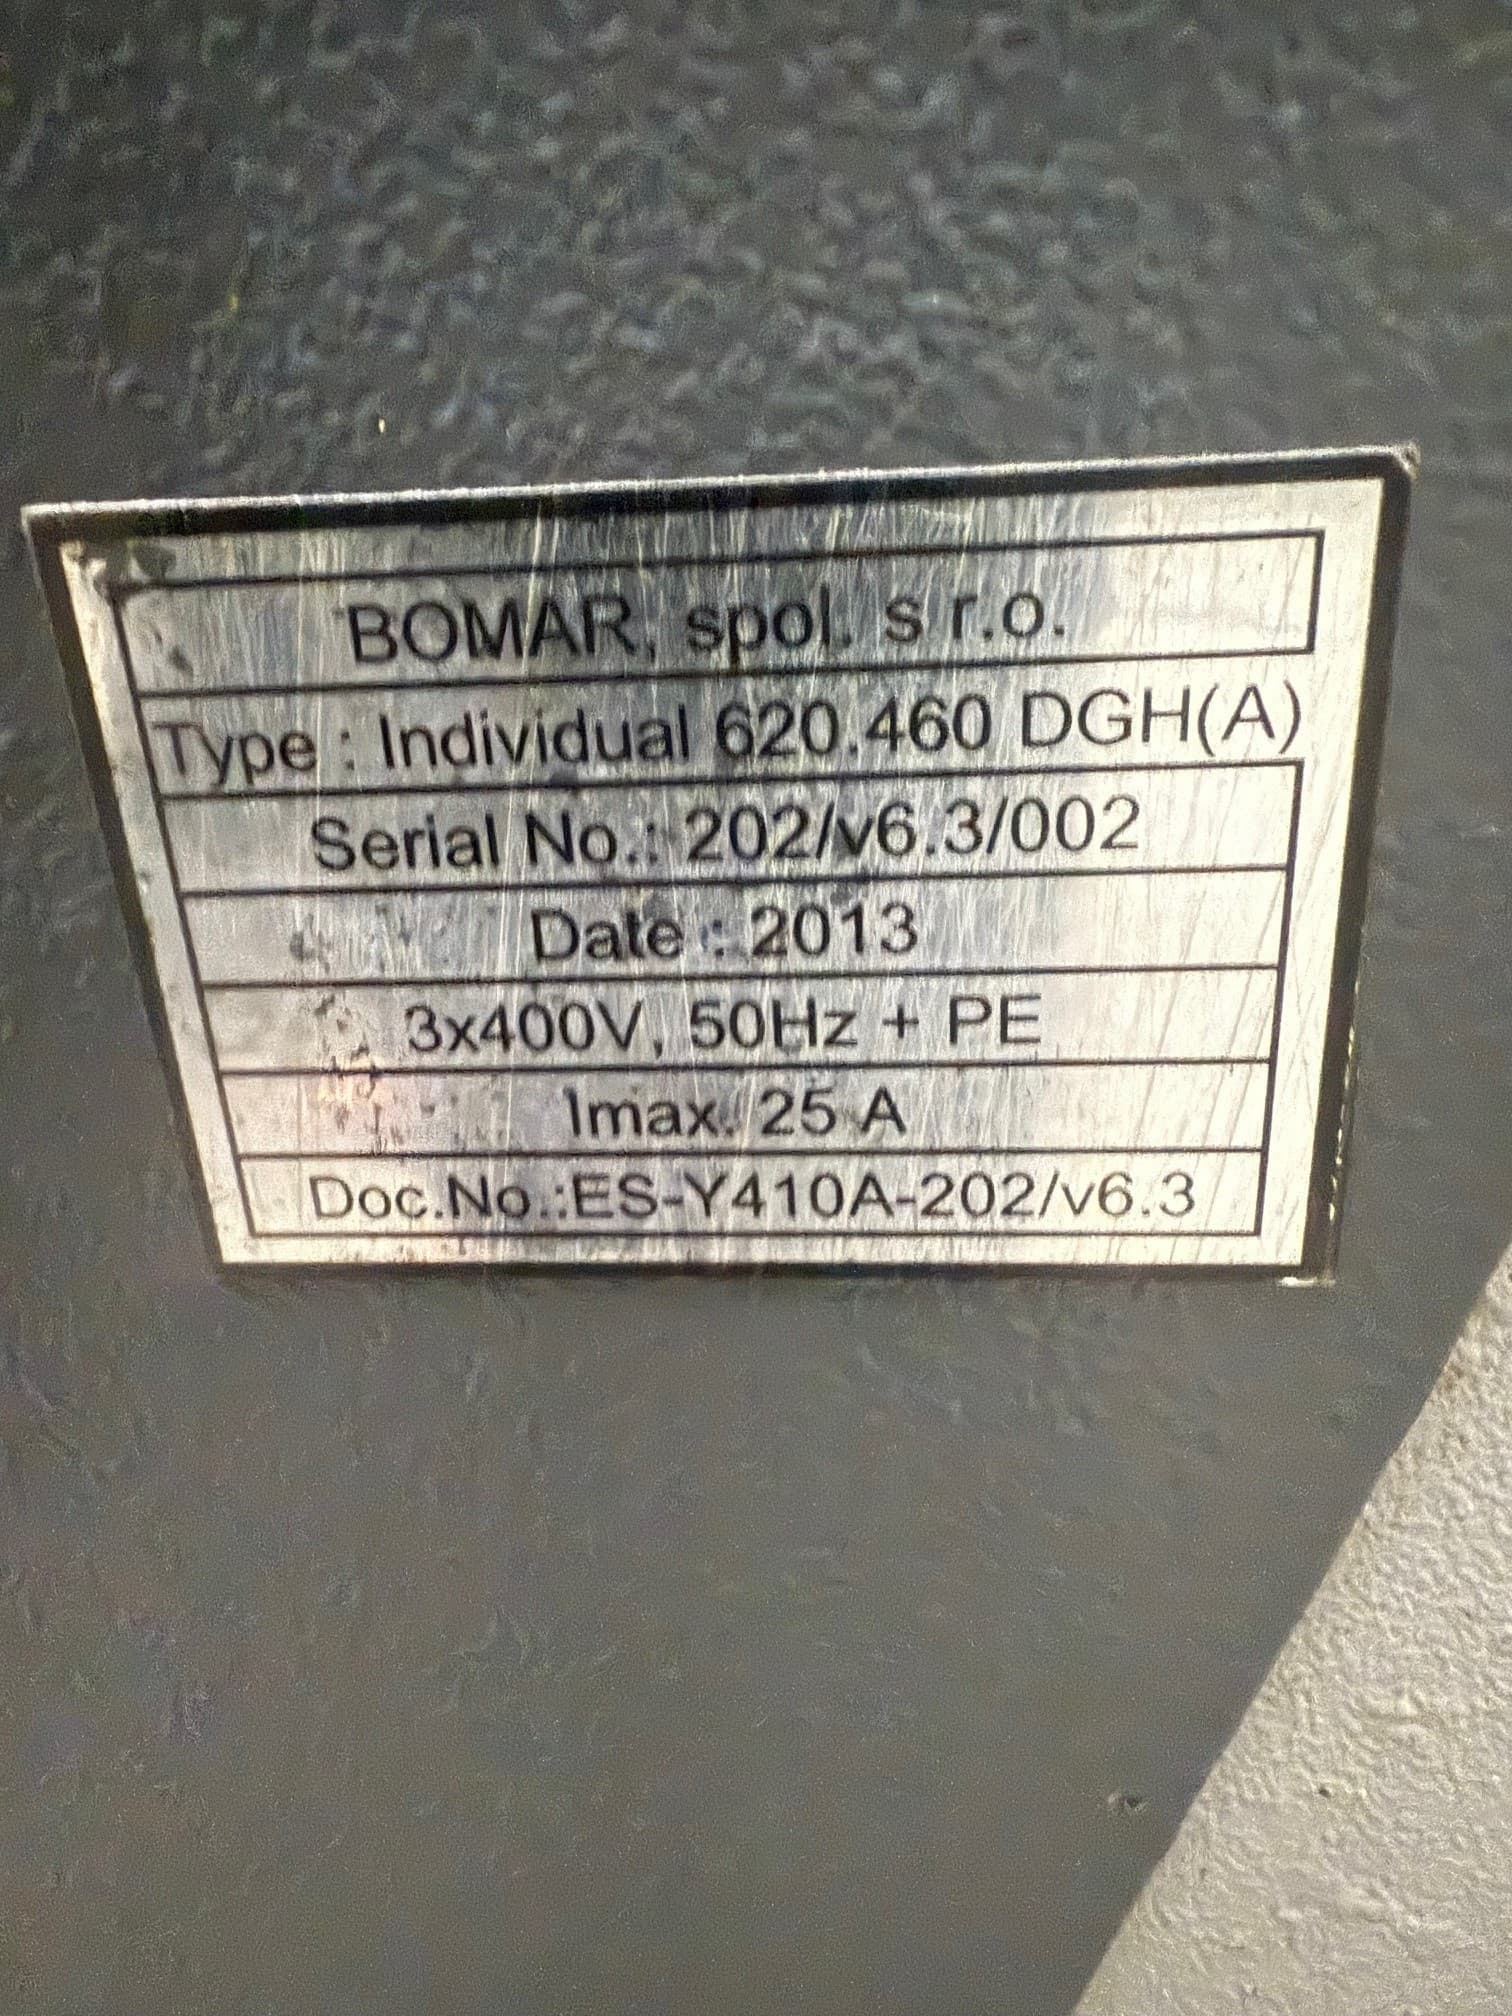 BOMAR, spol. s r.o.
Type : Individual 620.460 DGH(A)
Serial No.: 202/v6.3/002
Date : 2013
3x400V, 50Hz + PE
Imax. 25 A
Doc.No.:ES-Y410A-202/v6.3